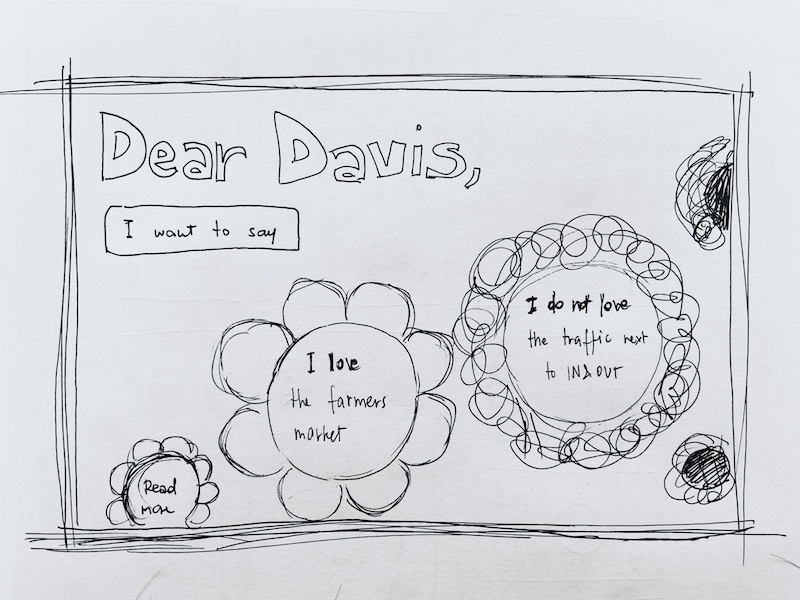 Dear Davis,
I want to say
I love
the farmers
market
I do not love
the traffic next
to IN&OUT
Read
more